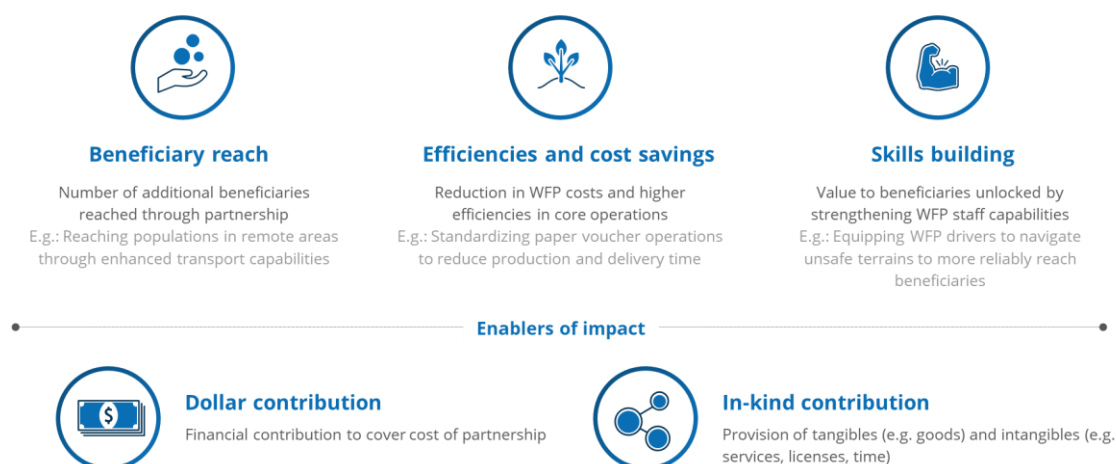 Beneficiary reach
Number of additional beneficiaries
reached through partnership
E.g.: Reaching populations in remote areas
through enhanced transport capabilities
Efficiencies and cost savings
Reduction in WFP costs and higher
efficiencies in core operations
E.g.: Standardizing paper voucher operations
to reduce production and delivery time
Skills building
Value to beneficiaries unlocked by
strengthening WFP staff capabilities
E.g.: Equipping WFP drivers to navigate
unsafe terrains to more reliably reach
beneficiaries
Enablers of impact
$
Dollar contribution
Financial contribution to cover cost of partnership
In-kind contribution
Provision of tangibles (e.g. goods) and intangibles (e.g.
services, licenses, time)